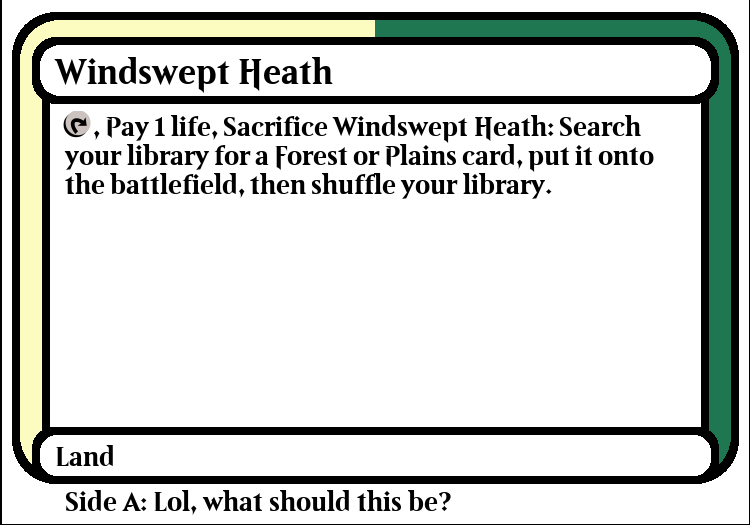 Windswept Heath
, Pay 1 life, Sacrifice Windswept Heath: Search
your library for a Forest or Plains card, put it onto
the battlefield, then shuffle your library.
Land
Side A: Lol, what should this be?